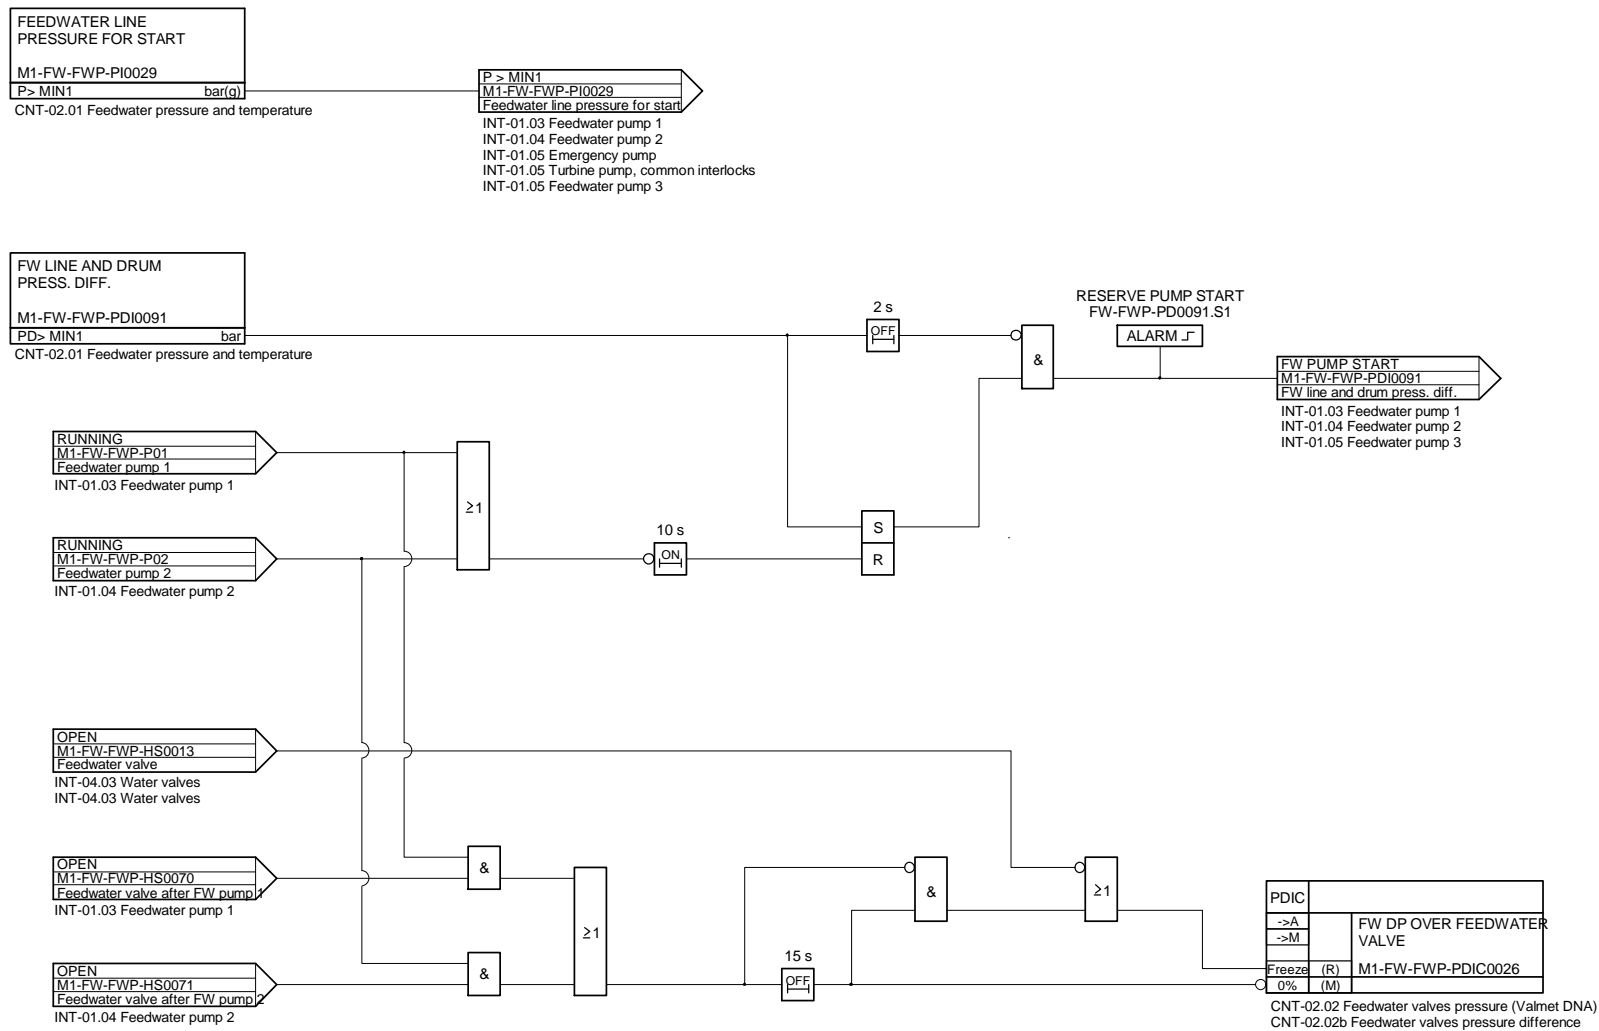 FEEDWATER LINE
PRESSURE FOR START
M1-FW-FWP-PI0029
P> MIN1 bar(g)
CNT-02.01 Feedwater pressure and temperature
P > MIN1
M1-FW-FWP-PI0029
Feedwater line pressure for start
INT-01.03 Feedwater pump 1
INT-01.04 Feedwater pump 2
INT-01.05 Emergency pump
INT-01.05 Turbine pump, common interlocks
INT-01.05 Feedwater pump 3
FW LINE AND DRUM
PRESS. DIFF.
M1-FW-FWP-PDI0091
PD> MIN1 bar
CNT-02.01 Feedwater pressure and temperature
2 s
OFF
&
RESERVE PUMP START
FW-FWP-PD0091.S1
ALARM
FW PUMP START
M1-FW-FWP-PDI0091
FW line and drum press. diff.
INT-01.03 Feedwater pump 1
INT-01.04 Feedwater pump 2
INT-01.05 Feedwater pump 3
RUNNING
M1-FW-FWP-P01
Feedwater pump 1
INT-01.03 Feedwater pump 1
≥1
RUNNING
M1-FW-FWP-P02
Feedwater pump 2
INT-01.04 Feedwater pump 2
10 s
ON
S
R
OPEN
M1-FW-FWP-HS0013
Feedwater valve
INT-04.03 Water valves
INT-04.03 Water valves
OPEN
M1-FW-FWP-HS0070
Feedwater valve after FW pump 1
INT-01.03 Feedwater pump 1
&
≥1
&
≥1
OPEN
M1-FW-FWP-HS0071
Feedwater valve after FW pump 2
INT-01.04 Feedwater pump 2
&
15 s
OFF
PDIC
->A
->M
FW DP OVER FEEDWATER
VALVE
Freeze (R) M1-FW-FWP-PDIC0026
0% (M)
CNT-02.02 Feedwater valves pressure (Valmet DNA)
CNT-02.02b Feedwater valves pressure difference